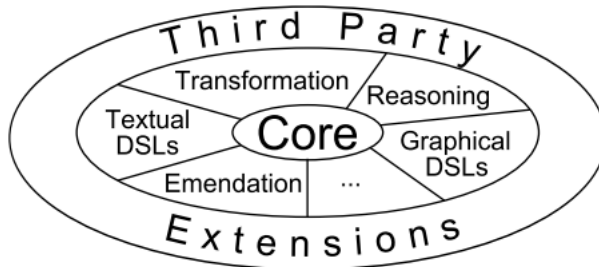 Third Party
Transformation
Reasoning
Textual
DSLs
Core
Graphical
DSLs
Emendation
...
Extensions